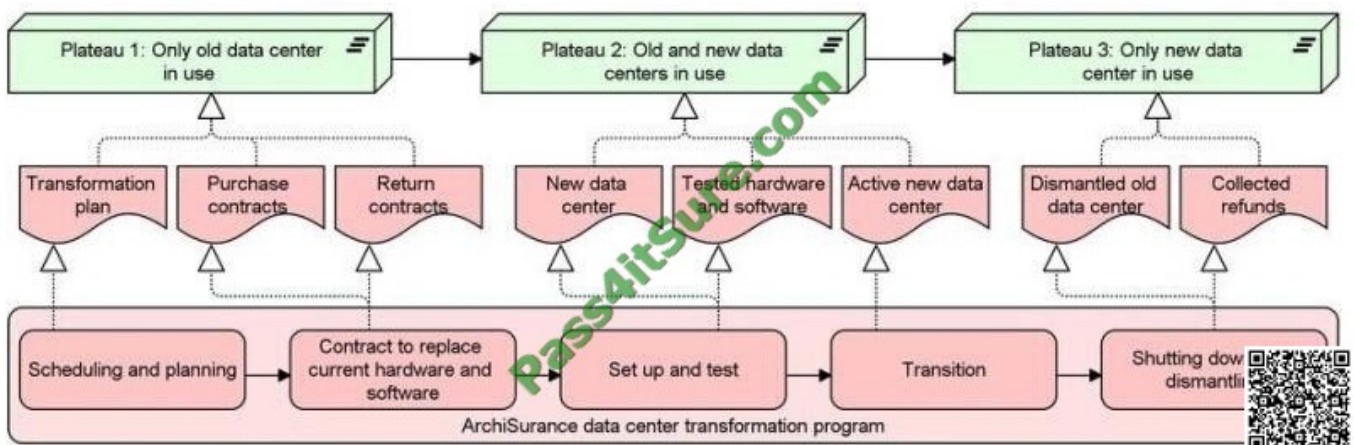 Plateau 1: Only old data center
in use
Plateau 2: Old and new data
centers in use
Plateau 3: Only new data
center in use
Transformation
plan
Purchase
contracts
Return
contracts
New data
center
Tested hardware
and software
Active new data
center
Dismantled old
data center
Collected
refunds
Scheduling and planning
Contract to replace
current hardware and
software
Set up and test
Transition
Shutting
ArchiSurance data center transformation program
Pass4itSure.com